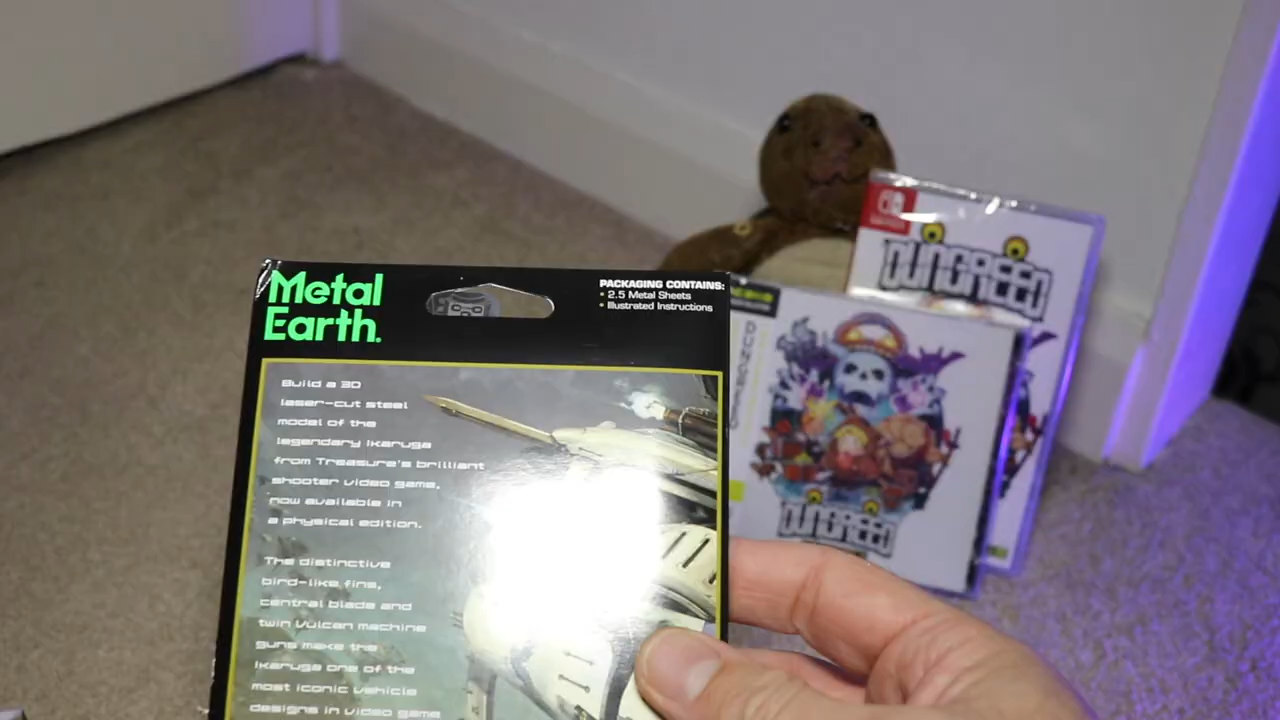 Metal
Earth.
PACKAGING CONTAINS:
• 2.5 Metal Sheets
• Illustrated Instructions
Build a 3D
laser-cut steel
model of the
legendary Ikaruga
from Treasure's brilliant
shooter video game,
now available in
a physical edition.
The distinctive
bird-like fins,
central blade and
twin Vulcan machine
guns make the
Ikaruga one of the
most iconic vehicle
designs in video game
DUNGREED
DUNGREED